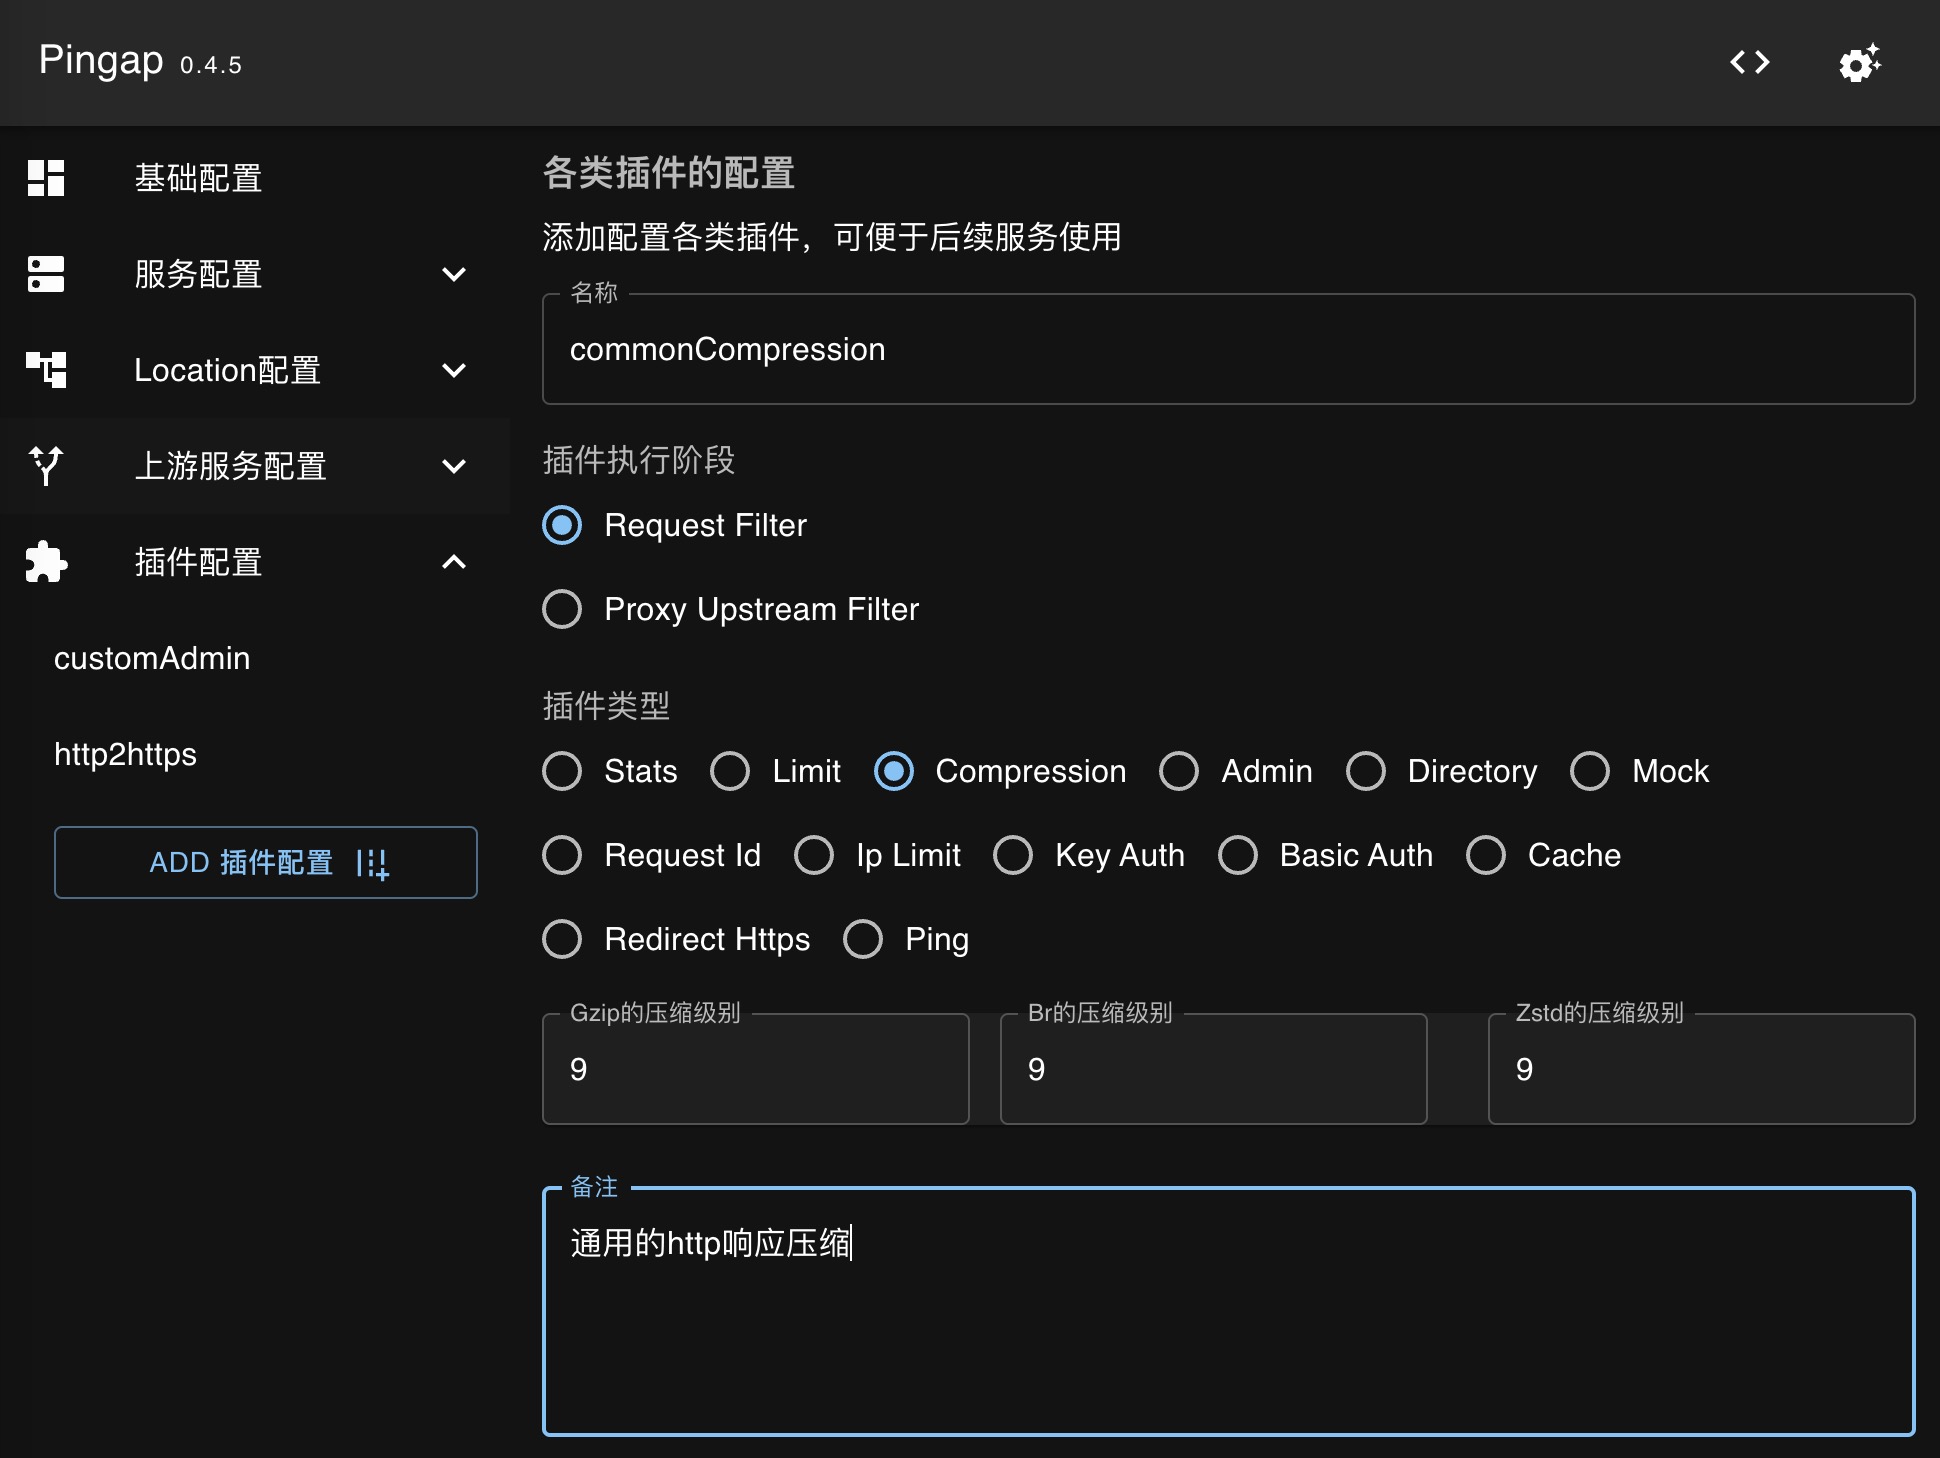 Pingap 0.4.5
基础配置
服务配置
Location配置
上游服务配置
插件配置
customAdmin
http2https
ADD 插件配置
各类插件的配置
添加配置各类插件，可便于后续服务使用
名称
commonCompression
插件执行阶段
Request Filter
Proxy Upstream Filter
插件类型
Stats Limit Compression Admin Directory Mock
Request Id Ip Limit Key Auth Basic Auth Cache
Redirect Https Ping
Gzip的压缩级别 Br的压缩级别 Zstd的压缩级别
9 9 9
备注
通用的http响应压缩